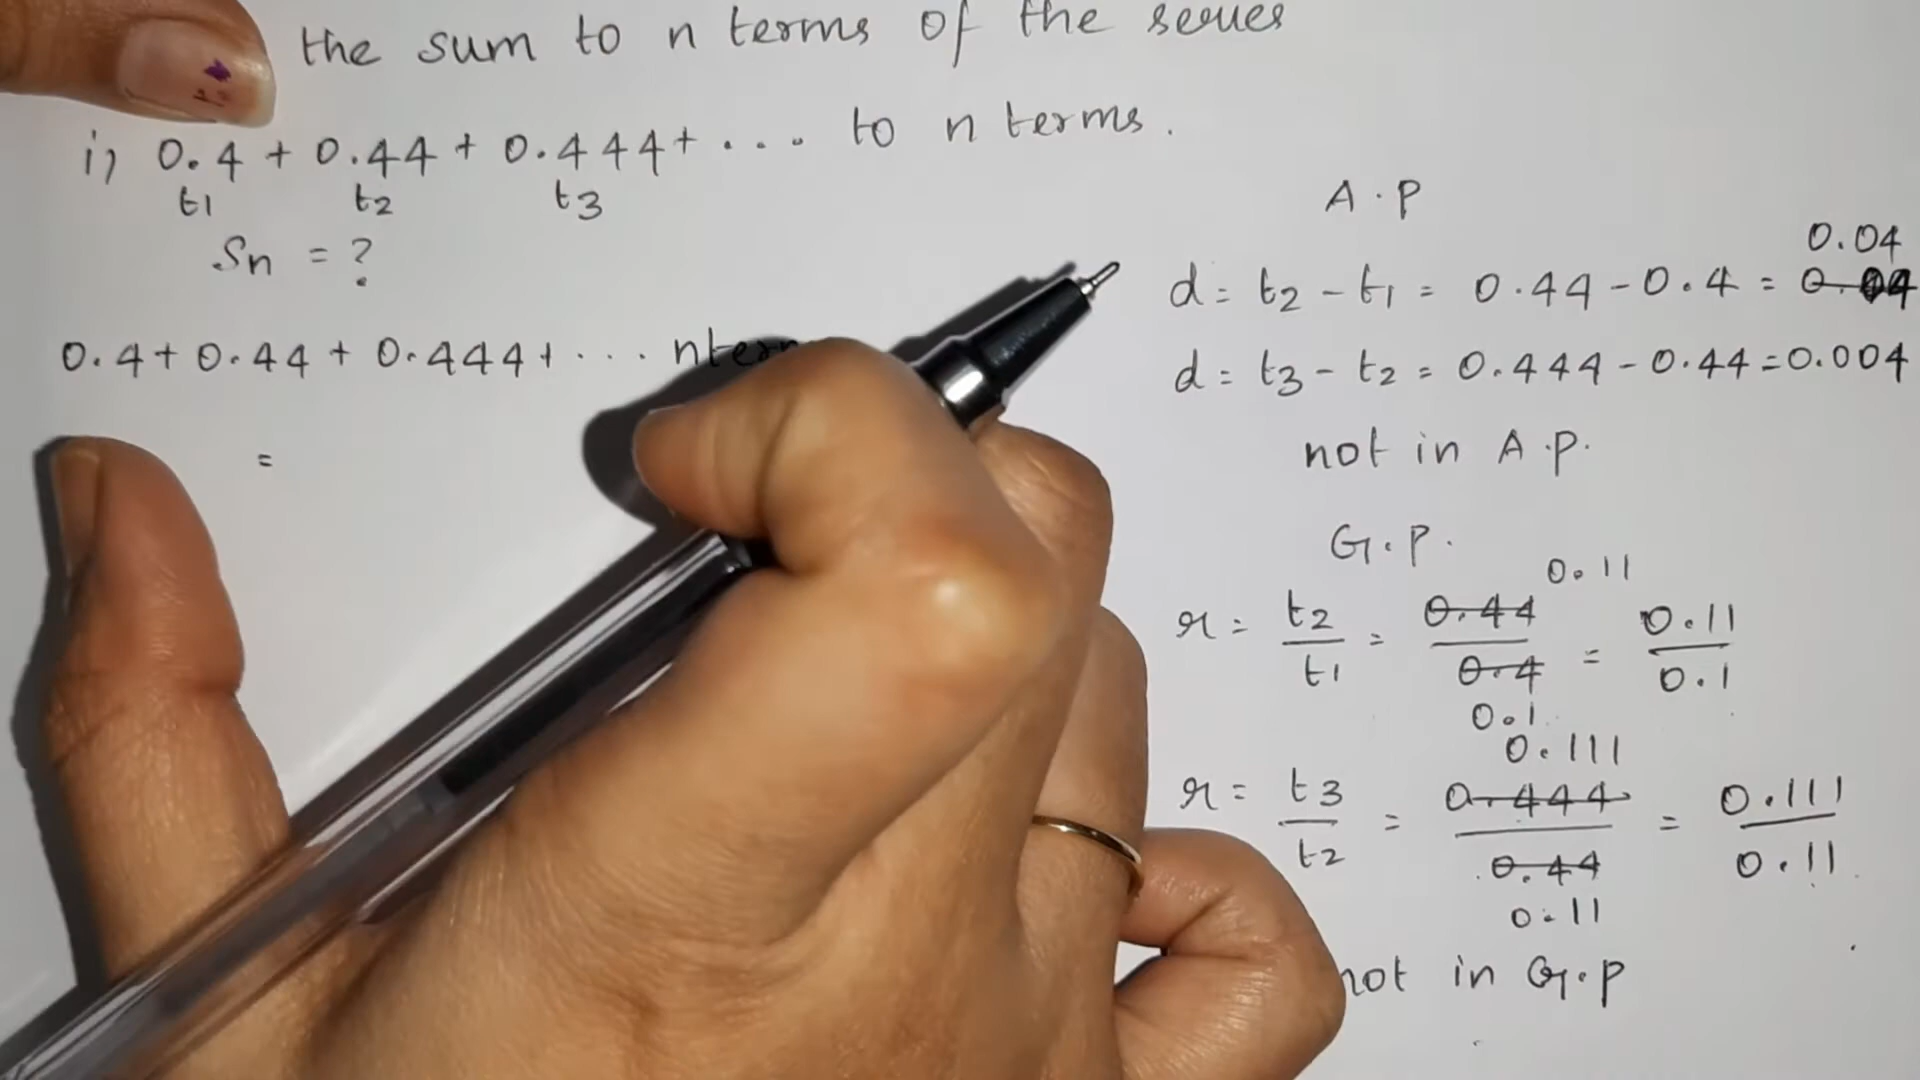 the sum to n terms of the series
i) 0.4 + 0.44 + 0.444 + ... to n terms.
t1 t2 t3
Sn = ?
0.4 + 0.44 + 0.444 + ...
=
A.P
0.04
d = t2 - t1 = 0.44 - 0.4 = 0.04
d = t3 - t2 = 0.444 - 0.44 = 0.004
not in A.P.
G.P.
0.11
r = t2/t1 = 0.44/0.4 = 0.11/0.1
0.1
0.111
r = t3/t2 = 0.444/0.44 = 0.111/0.11
0.11
not in G.P